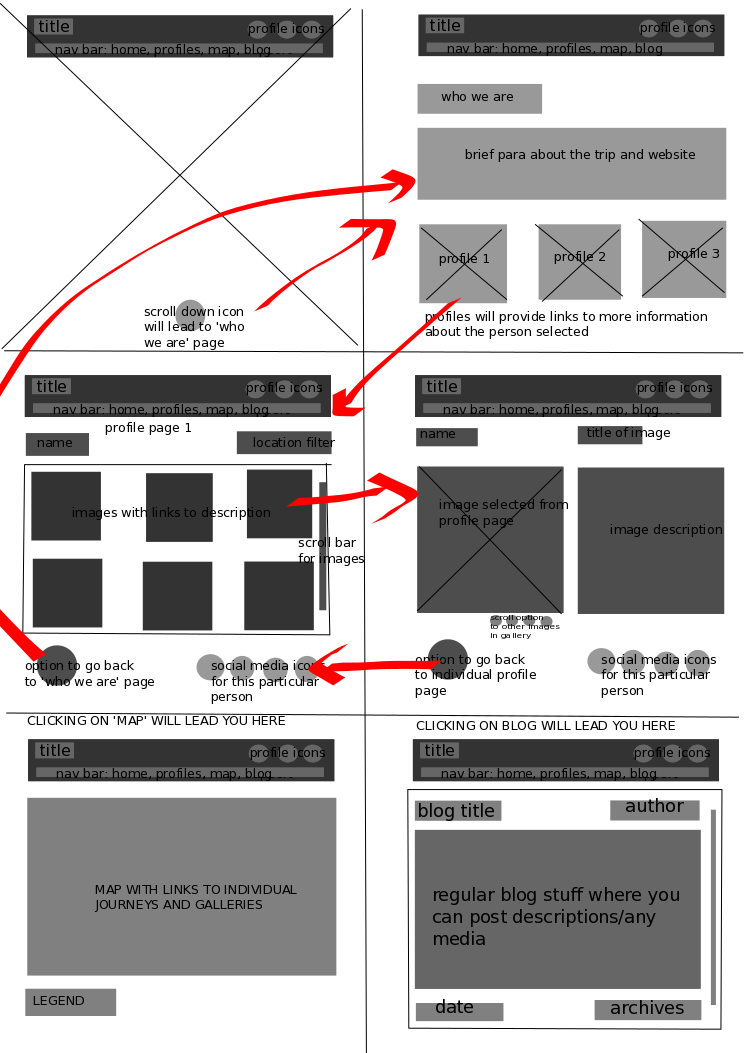 title
profile icons
nav bar: home, profiles, map, blog
scroll down icon
will lead to 'who
we are' page
title
profile icons
nav bar: home, profiles, map, blog
who we are
brief para about the trip and website
profile 1
profile 2
profile 3
profiles will provide links to more information
about the person selected
title
profile icons
nav bar: home, profiles, map, blog
profile page 1
name
location filter
images with links to description
scroll bar
for images
option to go back
to 'who we are' page
social media icons
for this particular
person
title
profile icons
nav bar: home, profiles, map, blog
name
title of image
image selected from
profile page
image description
scroll option
to other images
in gallery
option to go back
to individual profile
page
social media icons
for this particular
person
CLICKING ON 'MAP' WILL LEAD YOU HERE
title
profile icons
nav bar: home, profiles, map, blog
MAP WITH LINKS TO INDIVIDUAL
JOURNEYS AND GALLERIES
LEGEND
CLICKING ON BLOG WILL LEAD YOU HERE
title
profile icons
nav bar: home, profiles, map, blog
blog title
author
regular blog stuff where you
can post descriptions/any
media
date
archives